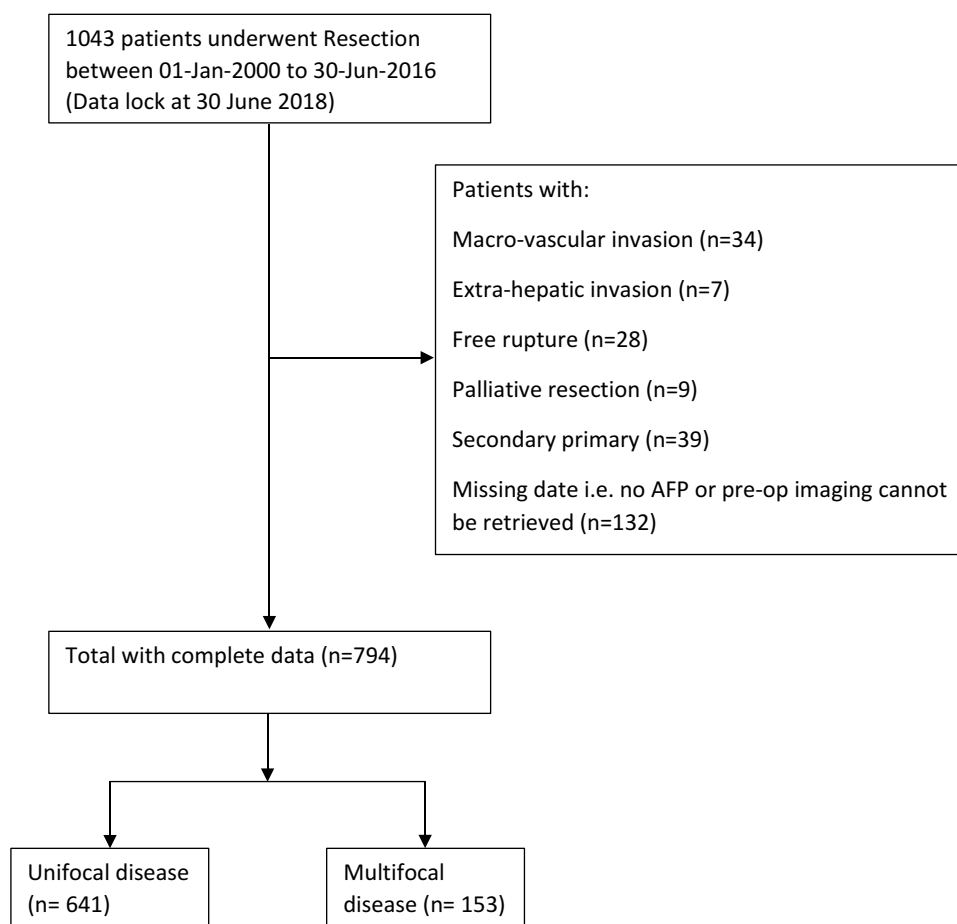 1043 patients underwent Resection
between 01-Jan-2000 to 30-Jun-2016
(Data lock at 30 June 2018)
Patients with:
Macro-vascular invasion (n=34)
Extra-hepatic invasion (n=7)
Free rupture (n=28)
Palliative resection (n=9)
Secondary primary (n=39)
Missing date i.e. no AFP or pre-op imaging cannot
be retrieved (n=132)
Total with complete data (n=794)
Unifocal disease
(n= 641)
Multifocal
disease (n= 153)